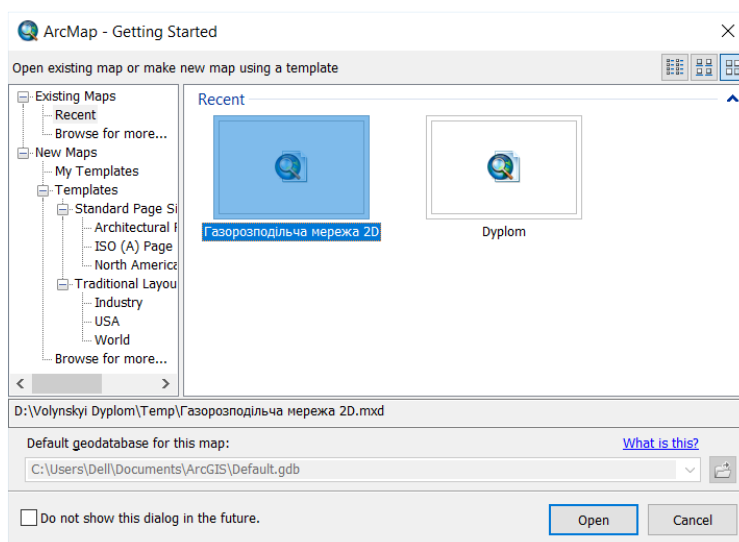 ArcMap - Getting Started
Open existing map or make new map using a template
Existing Maps
Recent
Browse for more...
New Maps
My Templates
Templates
Standard Page Si
Architectural
ISO (A) Page
North America
Traditional Layou
Industry
USA
World
Browse for more...
Recent
Газорозподільча мережа 2D
Dyplom
D:\Volynskyi Dyplom\Temp\Газорозподільча мережа 2D.mxd
Default geodatabase for this map:
What is this?
C:\Users\Dell\Documents\ArcGIS\Default.gdb
Do not show this dialog in the future.
Open
Cancel